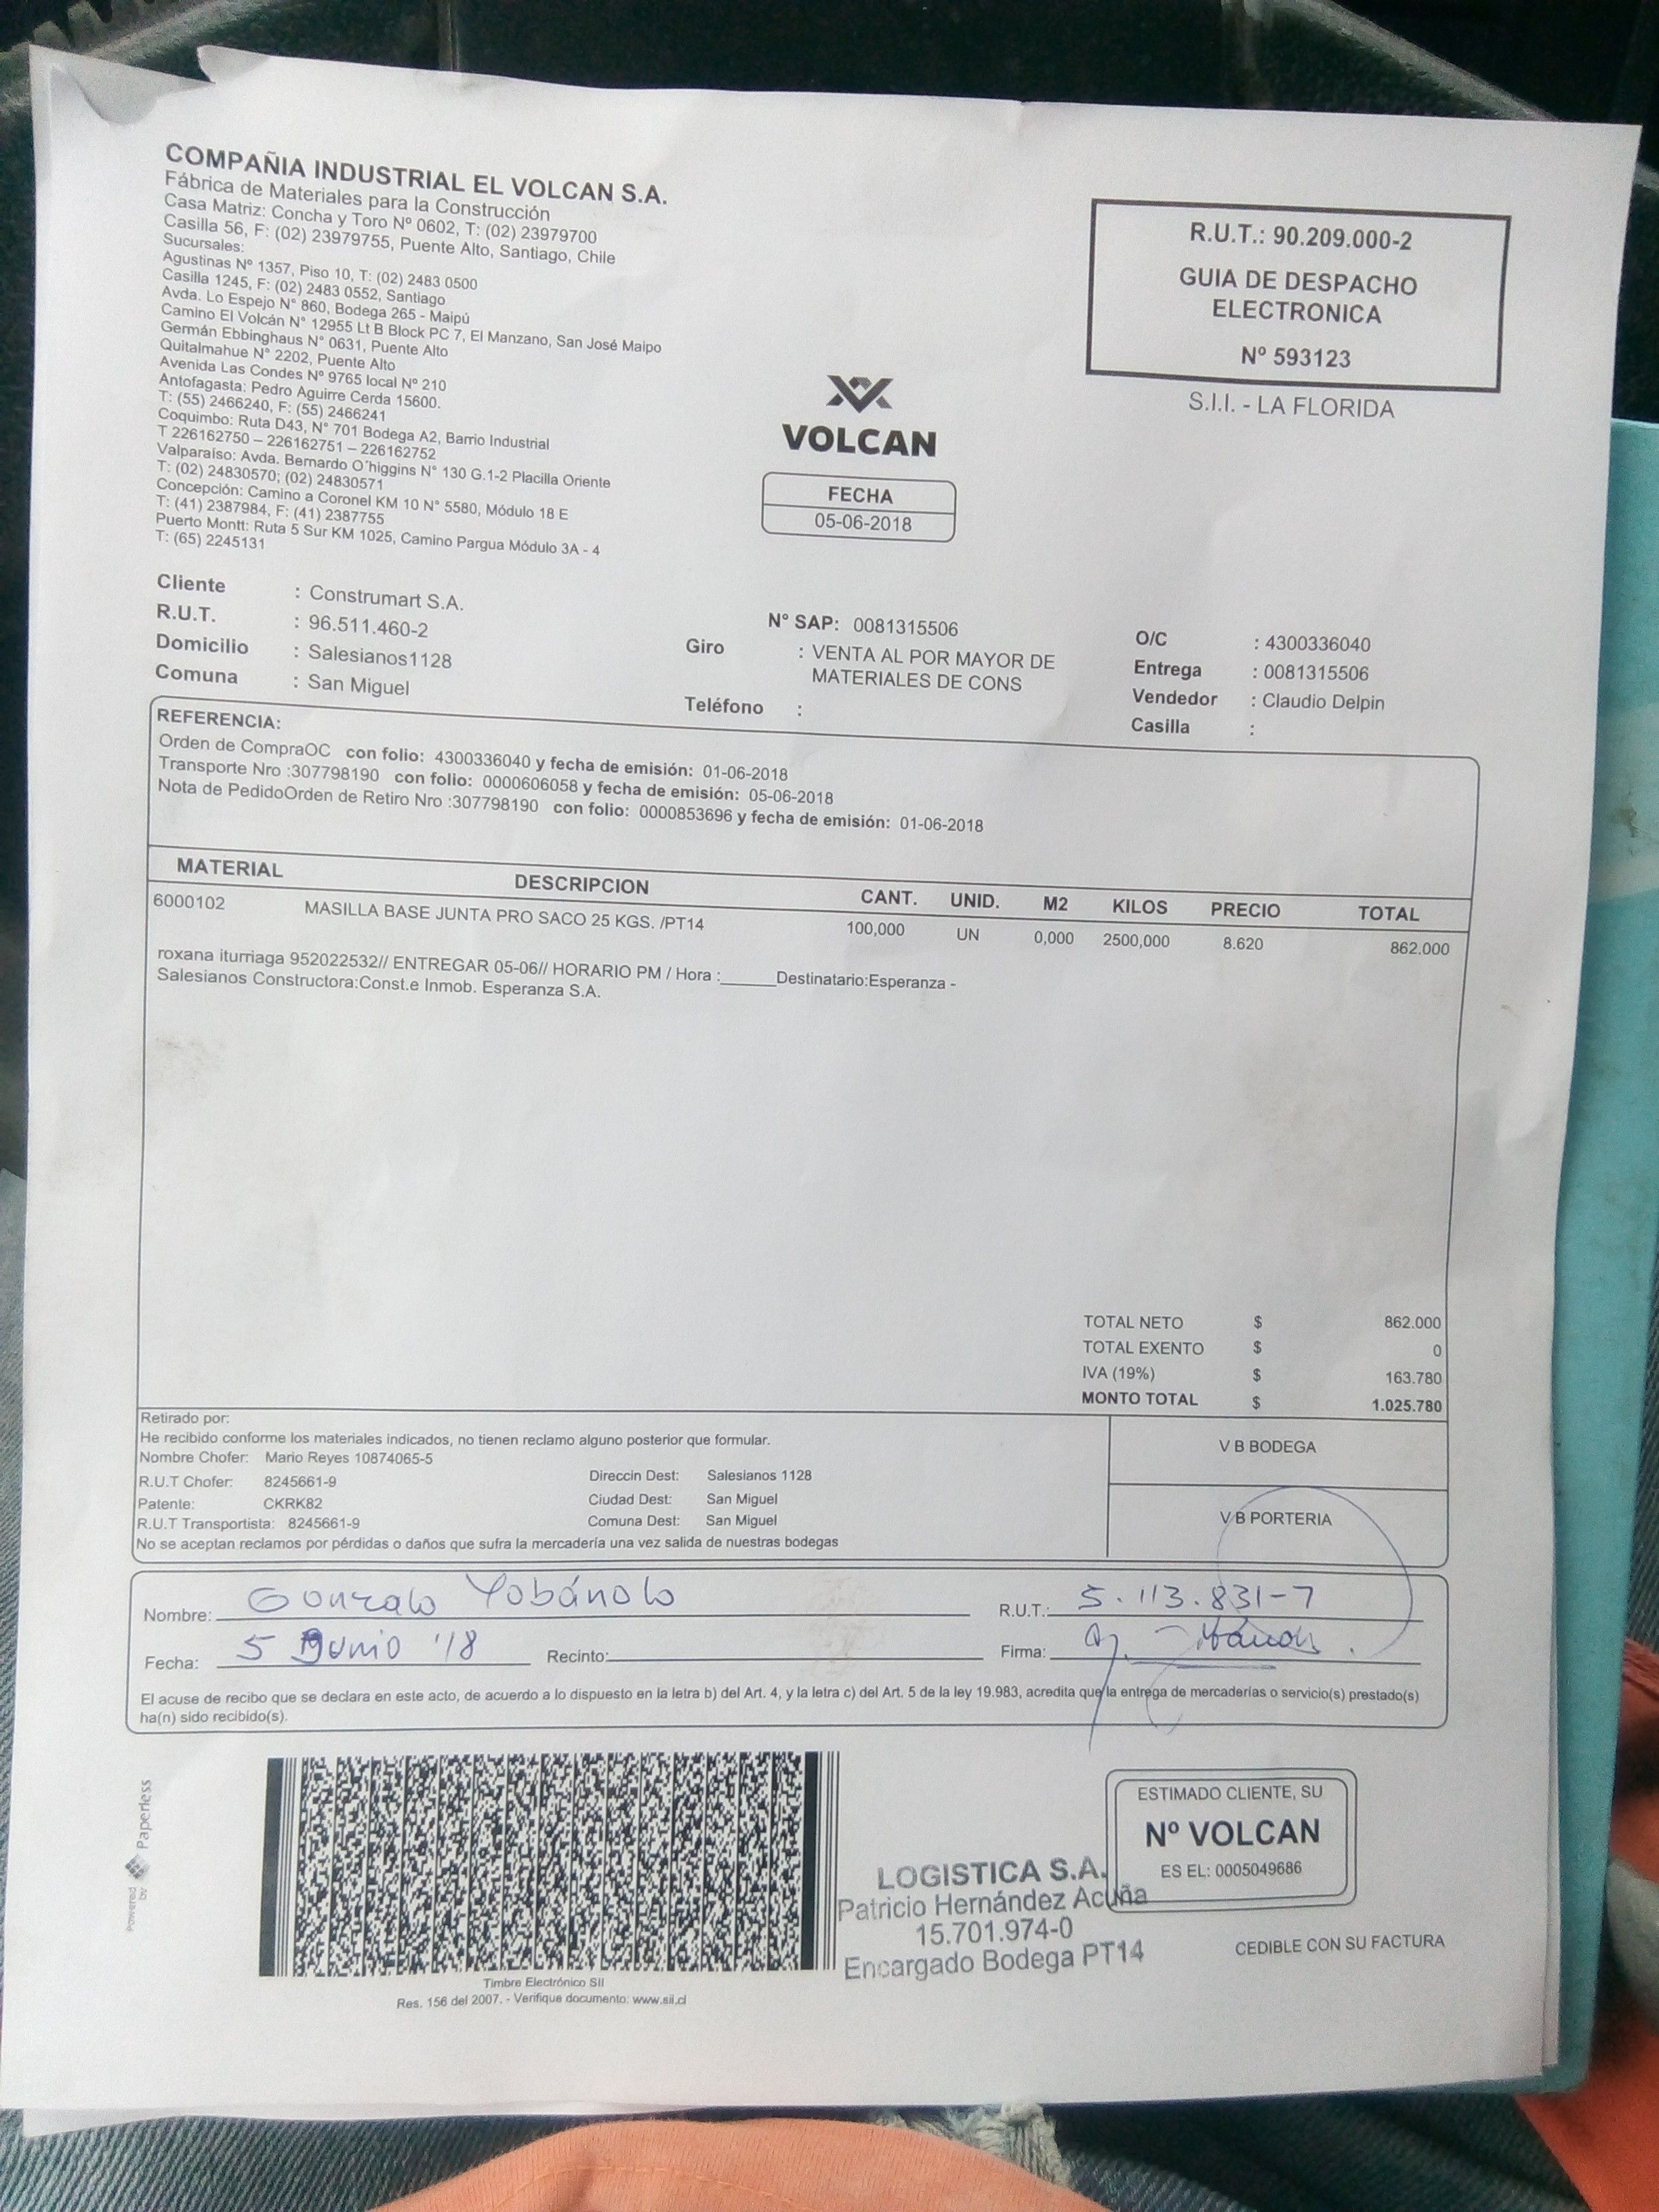 COMPAÑIA INDUSTRIAL EL VOLCAN S.A.
Fábrica de Materiales para la Construcción
Casa Matriz: Concha y Toro Nº 0602, T: (02) 23979700
Casilla 56, F: (02) 23979755, Puente Alto, Santiago, Chile
Sucursales:
Agustinas Nº 1357, Piso 10, T: (02) 2483 0500
Casilla 1245, F: (02) 2483 0552, Santiago
Avda. Lo Espejo N° 860, Bodega 265 - Maipú
Camino El Volcán N° 12955 Lt B Block PC 7, El Manzano, San José Maipo
Germán Ebbinghaus N° 0631, Puente Alto
Quitalmahue N° 2202, Puente Alto
Avenida Las Condes Nº 9765 local Nº 210
Antofagasta: Pedro Aguirre Cerda 15600.
T: (55) 2466240, F: (55) 2466241
Coquimbo: Ruta D43, N° 701 Bodega A2, Barrio Industrial
T 226162750 – 226162751 – 226162752
Valparaíso: Avda. Bernardo O´higgins N° 130 G.1-2 Placilla Oriente
T: (02) 24830570; (02) 24830571
Concepción: Camino a Coronel KM 10 N° 5580, Módulo 18 E
T: (41) 2387984, F: (41) 2387755
Puerto Montt: Ruta 5 Sur KM 1025, Camino Pargua Módulo 3A - 4
T: (65) 2245131
R.U.T.: 90.209.000-2
GUIA DE DESPACHO
ELECTRONICA
Nº 593123
S.I.I. - LA FLORIDA
VOLCAN
FECHA
05-06-2018
Cliente : Construmart S.A.
R.U.T. : 96.511.460-2
Domicilio : Salesianos1128
Comuna : San Miguel
N° SAP: 0081315506
Giro : VENTA AL POR MAYOR DE
MATERIALES DE CONS
Teléfono :
O/C : 4300336040
Entrega : 0081315506
Vendedor : Claudio Delpin
Casilla :
REFERENCIA:
Orden de CompraOC con folio: 4300336040 y fecha de emisión: 01-06-2018
Transporte Nro :307798190 con folio: 0000606058 y fecha de emisión: 05-06-2018
Nota de PedidoOrden de Retiro Nro :307798190 con folio: 0000853696 y fecha de emisión: 01-06-2018
MATERIAL DESCRIPCION CANT. UNID. M2 KILOS PRECIO TOTAL
6000102 MASILLA BASE JUNTA PRO SACO 25 KGS. /PT14 100,000 UN 0,000 2500,000 8.620 862.000
roxana iturriaga 952022532// ENTREGAR 05-06// HORARIO PM / Hora :______Destinatario:Esperanza -
Salesianos Constructora:Const.e Inmob. Esperanza S.A.
TOTAL NETO $ 862.000
TOTAL EXENTO $ 0
IVA (19%) $ 163.780
MONTO TOTAL $ 1.025.780
Retirado por:
He recibido conforme los materiales indicados, no tienen reclamo alguno posterior que formular.
Nombre Chofer: Mario Reyes 10874065-5
R.U.T Chofer: 8245661-9 Direccin Dest: Salesianos 1128
Patente: CKRK82 Ciudad Dest: San Miguel
R.U.T Transportista: 8245661-9 Comuna Dest: San Miguel
No se aceptan reclamos por pérdidas o daños que sufra la mercadería una vez salida de nuestras bodegas
V B BODEGA
V B PORTERIA
Nombre: Gonzalo R.U.T.: 5.113.831-7
Fecha: 5 Junio '18 Recinto: Firma:
El acuse de recibo que se declara en este acto, de acuerdo a lo dispuesto en la letra b) del Art. 4, y la letra c) del Art. 5 de la ley 19.983, acredita que la entrega de mercaderías o servicio(s) prestado(s)
ha(n) sido recibido(s).
Powered by Paperless
Timbre Electrónico SII
Res. 156 del 2007. - Verifique documento: www.sii.cl
LOGISTICA S.A.
Patricio Hernández Acuña
15.701.974-0
Encargado Bodega PT14
ESTIMADO CLIENTE, SU
Nº VOLCAN
ES EL: 0005049686
CEDIBLE CON SU FACTURA